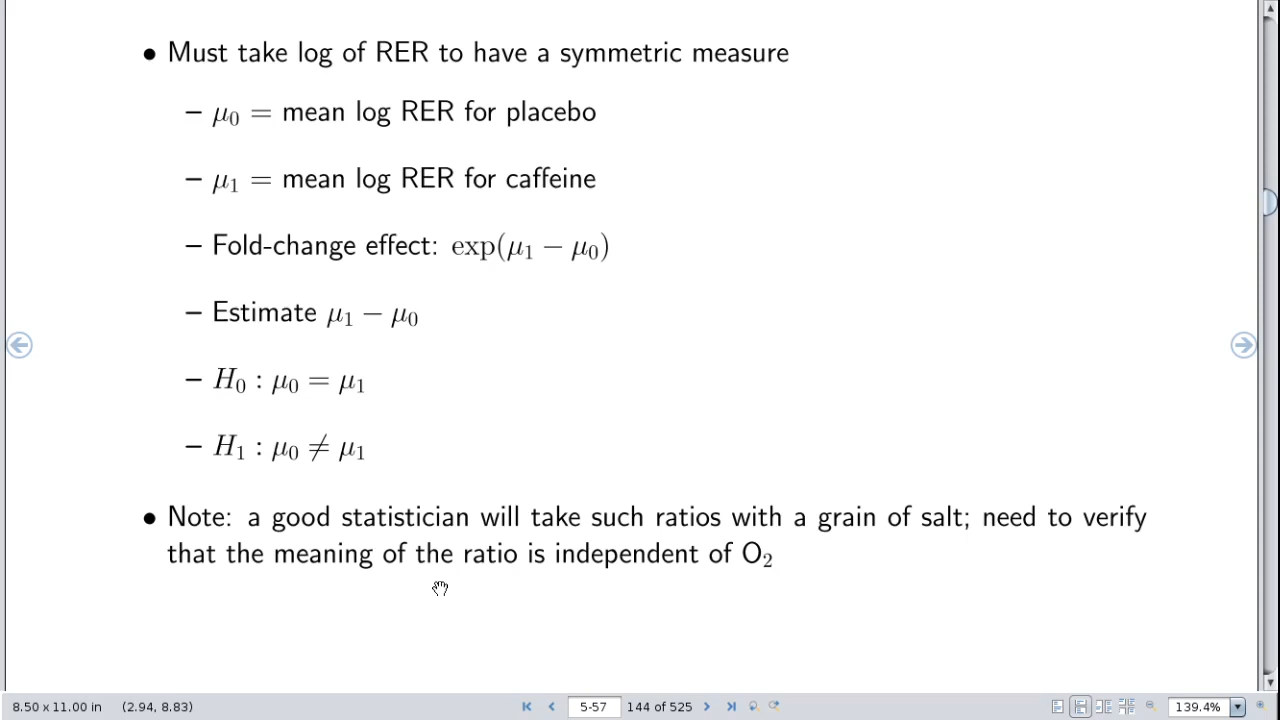 • Must take log of RER to have a symmetric measure
– μ₀ = mean log RER for placebo
– μ₁ = mean log RER for caffeine
– Fold-change effect: exp(μ₁ − μ₀)
– Estimate μ₁ − μ₀
– H₀ : μ₀ = μ₁
– H₁ : μ₀ ≠ μ₁
• Note: a good statistician will take such ratios with a grain of salt; need to verify
that the meaning of the ratio is independent of O₂
8.50 x 11.00 in (2.94, 8.83) 5-57 144 of 525 139.4%